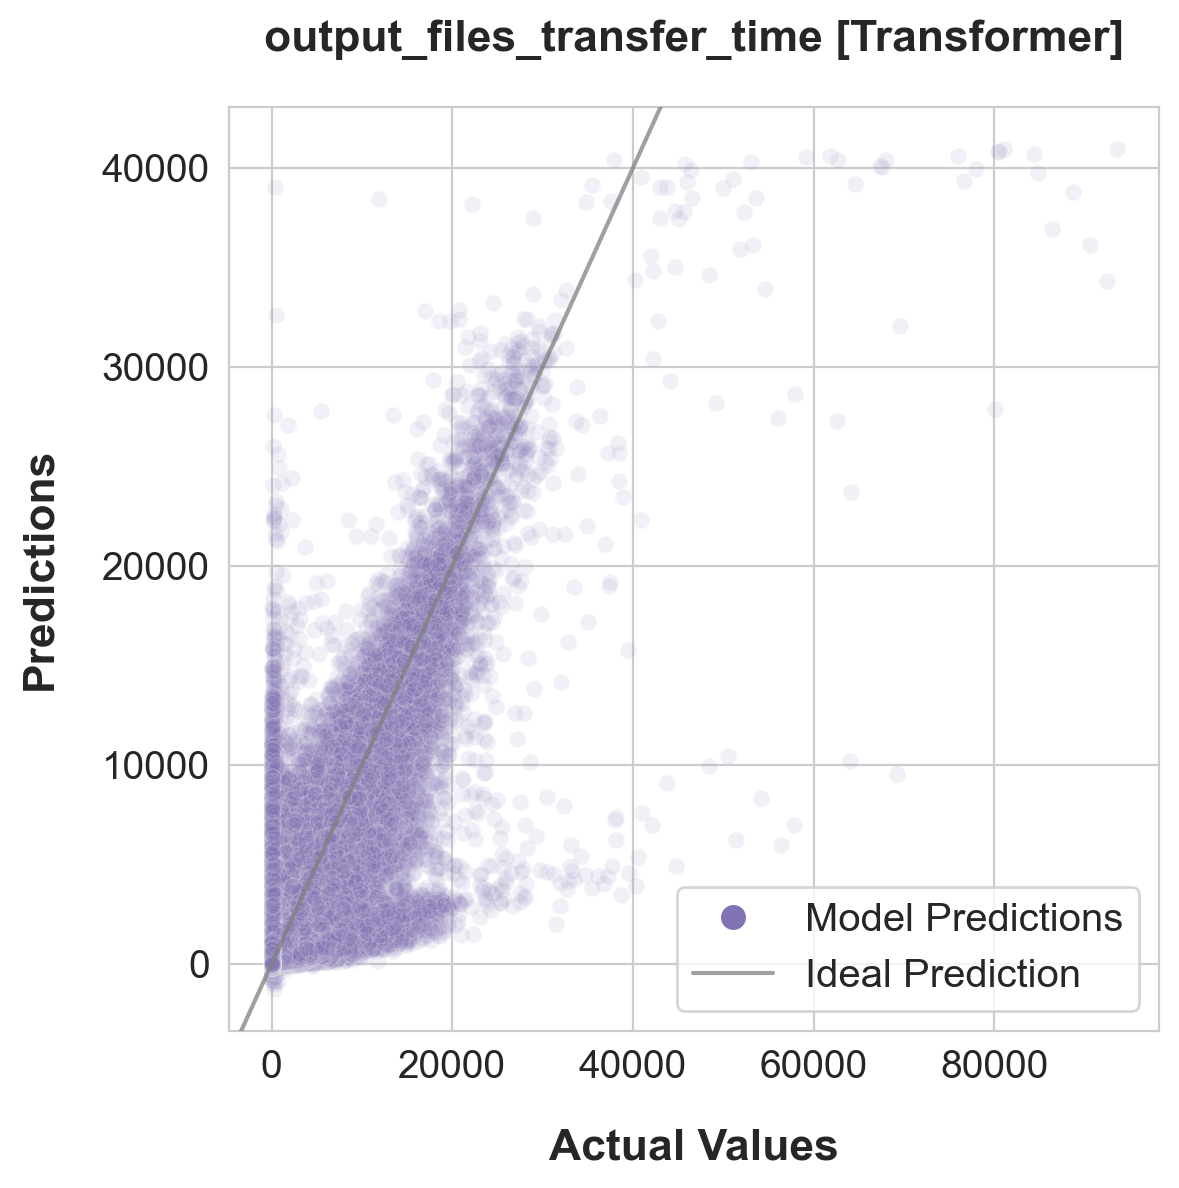 output_files_transfer_time [Transformer]
Predictions
40000
30000
20000
10000
0
0 20000 40000 60000 80000
Actual Values
Model Predictions
Ideal Prediction